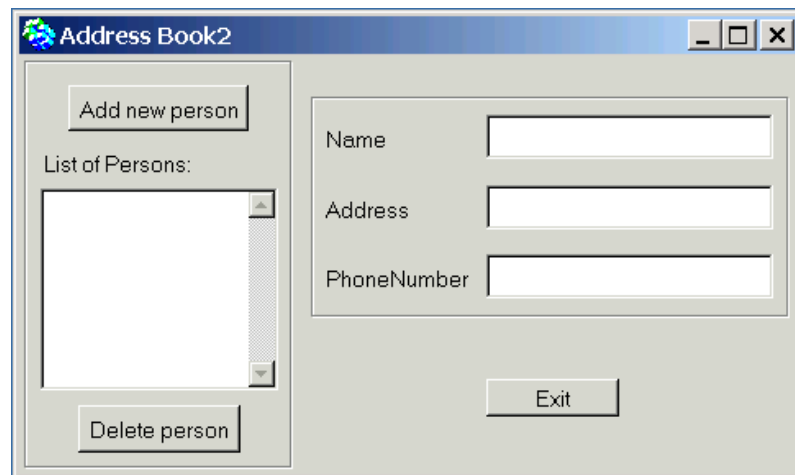 Address Book2
Add new person
List of Persons:
Delete person
Name
Address
PhoneNumber
Exit